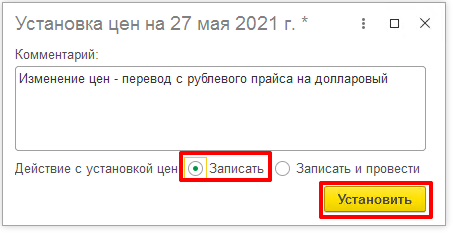 Установка цен на 27 мая 2021 г. *
Комментарий:
Изменение цен - перевод с рублевого прайса на долларовый
Действие с установкой цен Записать Записать и провести
Установить